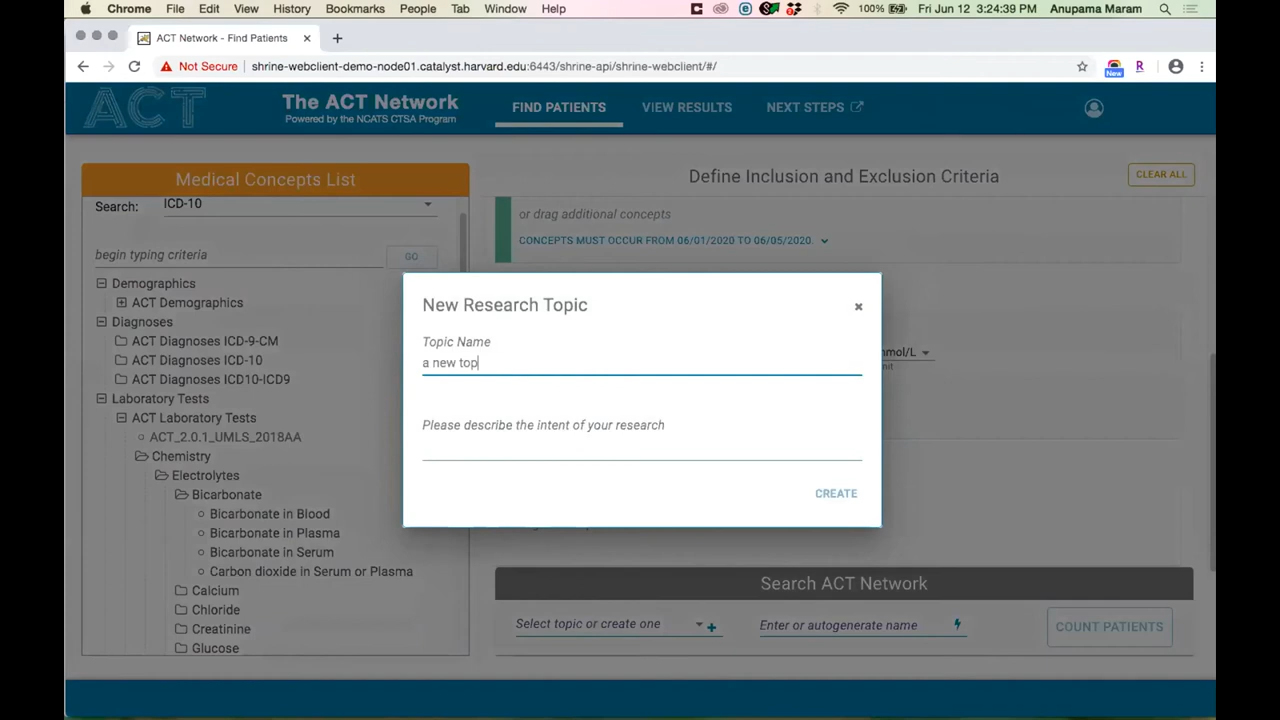 Chrome File Edit View History Bookmarks People Tab Window Help 100% Fri Jun 12 3:24:39 PM Anupama Maram
ACT Network - Find Patients
Not Secure shrine-webclient-demo-node01.catalyst.harvard.edu:6443/shrine-api/shrine-webclient/#/
New
ACT
The ACT Network
Powered by the NCATS CTSA Program
FIND PATIENTS VIEW RESULTS NEXT STEPS
Medical Concepts List
Search: ICD-10
begin typing criteria GO
Demographics
ACT Demographics
Diagnoses
ACT Diagnoses ICD-9-CM
ACT Diagnoses ICD-10
ACT Diagnoses ICD10-ICD9
Laboratory Tests
ACT Laboratory Tests
ACT_2.0.1_UMLS_2018AA
Chemistry
Electrolytes
Bicarbonate
Bicarbonate in Blood
Bicarbonate in Plasma
Bicarbonate in Serum
Carbon dioxide in Serum or Plasma
Calcium
Chloride
Creatinine
Glucose
Define Inclusion and Exclusion Criteria
CLEAR ALL
or drag additional concepts
CONCEPTS MUST OCCUR FROM 06/01/2020 TO 06/05/2020.
New Research Topic
Topic Name
a new top
Please describe the intent of your research
CREATE
Search ACT Network
Select topic or create one
Enter or autogenerate name
COUNT PATIENTS